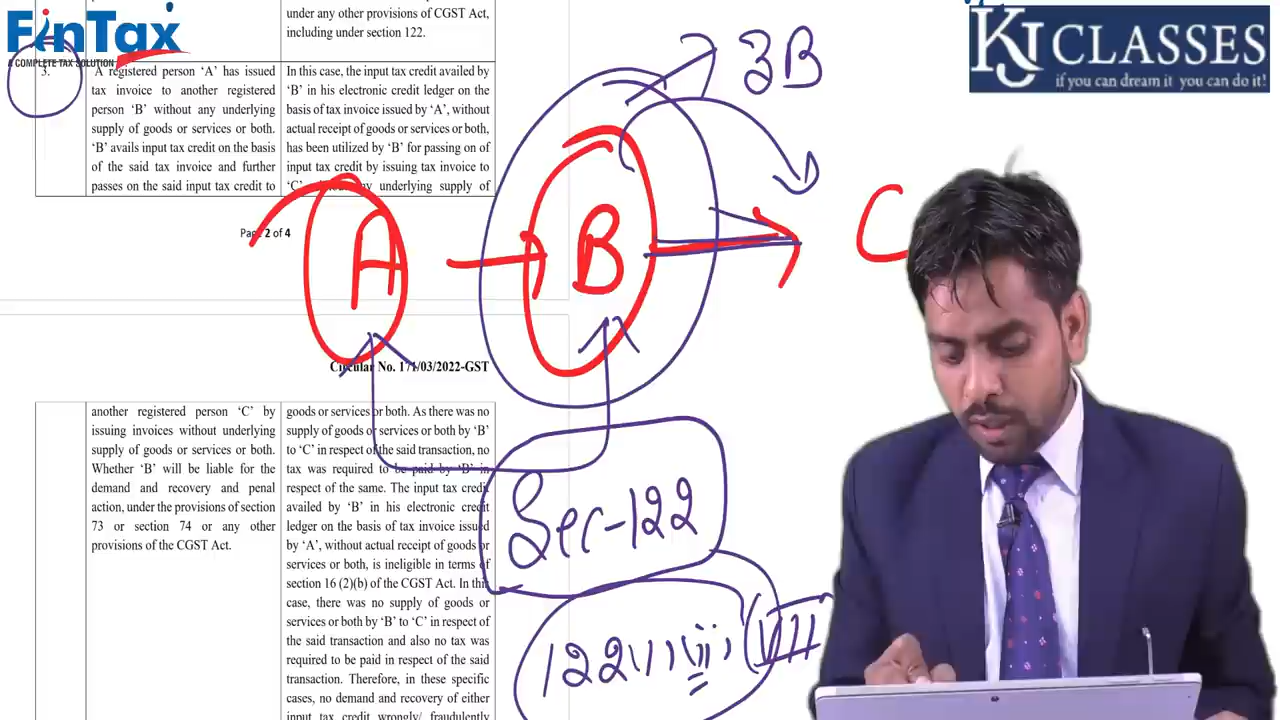 FinTax
A COMPLETE TAX SOLUTION
under any other provisions of CGST Act,
including under section 122.
3.
A registered person ‘A’ has issued
tax invoice to another registered
person ‘B’ without any underlying
supply of goods or services or both.
‘B’ avails input tax credit on the basis
of the said tax invoice and further
passes on the said input tax credit to
In this case, the input tax credit availed by
‘B’ in his electronic credit ledger on the
basis of tax invoice issued by ‘A’, without
actual receipt of goods or services or both,
has been utilized by ‘B’ for passing on of
input tax credit by issuing tax invoice to
‘C’ underlying supply of
Page 2 of 4
KJ CLASSES
if you can dream it you can do it!
3B
A
B
C
Circular No. 171/03/2022-GST
another registered person ‘C’ by
issuing invoices without underlying
supply of goods or services or both.
Whether ‘B’ will be liable for the
demand and recovery and penal
action, under the provisions of section
73 or section 74 or any other
provisions of the CGST Act.
goods or services or both. As there was no
supply of goods or services or both by ‘B’
to ‘C’ in respect of the said transaction, no
tax was required to be paid by ‘B’ in
respect of the same. The input tax credit
availed by ‘B’ in his electronic credit
ledger on the basis of tax invoice issued
by ‘A’, without actual receipt of goods or
services or both, is ineligible in terms of
section 16 (2)(b) of the CGST Act. In this
case, there was no supply of goods or
services or both by ‘B’ to ‘C’ in respect of
the said transaction and also no tax was
required to be paid in respect of the said
transaction. Therefore, in these specific
cases, no demand and recovery of either
input tax credit wrongly/ fraudulently
Sec-122
122(1)(ii) (VII